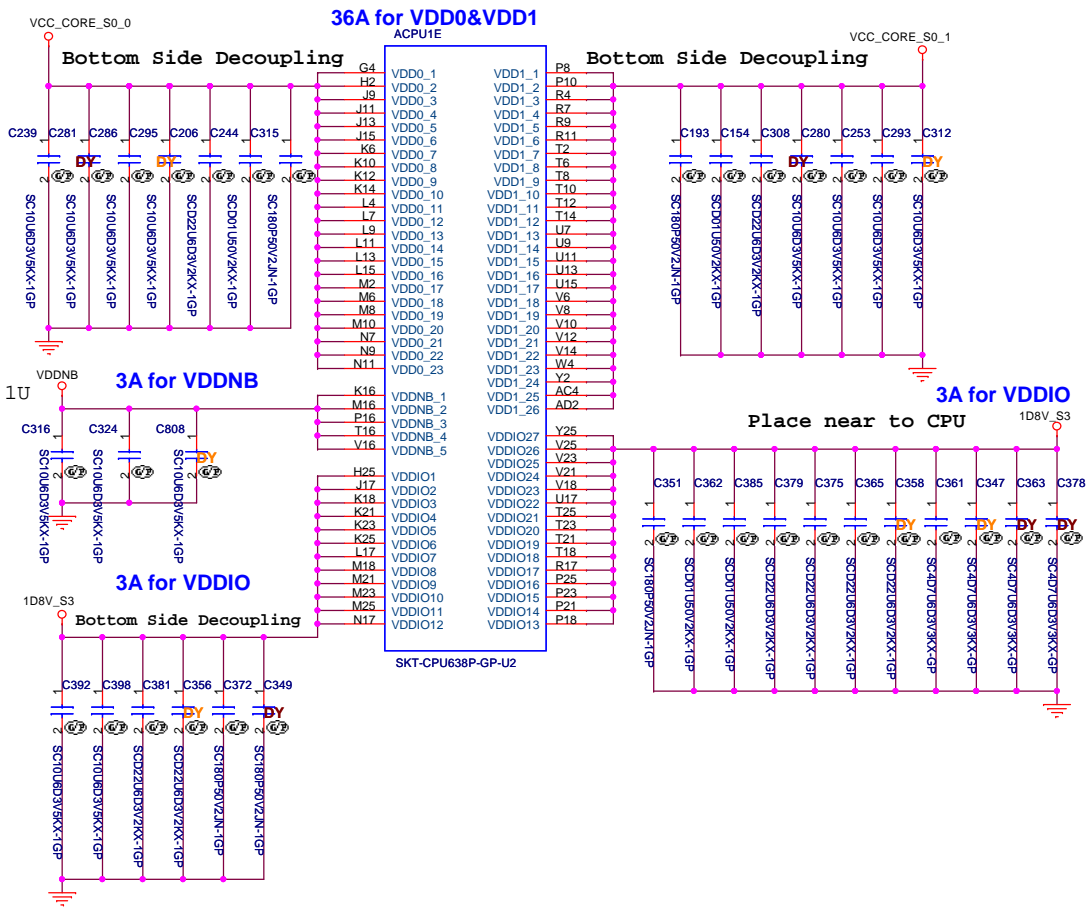 36A for VDD0&VDD1
ACPU1E
VCC_CORE_S0_0
Bottom Side Decoupling
C239 C281 C286 C295 C206 C244 C315
DY DY
SC10U6D3V5KX-1GP
SC10U6D3V5KX-1GP
SC10U6D3V5KX-1GP
SC10U6D3V5KX-1GP
SCD22U6D3V2KX-1GP
SCD01U50V2KX-1GP
SC180P50V2JN-1GP
G4 VDD0_1
H2 VDD0_2
J9 VDD0_3
J11 VDD0_4
J13 VDD0_5
J15 VDD0_6
K6 VDD0_7
K10 VDD0_8
K12 VDD0_9
K14 VDD0_10
L4 VDD0_11
L7 VDD0_12
L9 VDD0_13
L11 VDD0_14
L13 VDD0_15
L15 VDD0_16
M2 VDD0_17
M6 VDD0_18
M8 VDD0_19
M10 VDD0_20
N7 VDD0_21
N9 VDD0_22
N11 VDD0_23
K16 VDDNB_1
M16 VDDNB_2
P16 VDDNB_3
T16 VDDNB_4
V16 VDDNB_5
H25 VDDIO1
J17 VDDIO2
K18 VDDIO3
K21 VDDIO4
K23 VDDIO5
K25 VDDIO6
L17 VDDIO7
M18 VDDIO8
M21 VDDIO9
M23 VDDIO10
M25 VDDIO11
N17 VDDIO12
VDD1_1 P8
VDD1_2 P10
VDD1_3 R4
VDD1_4 R7
VDD1_5 R9
VDD1_6 R11
VDD1_7 T2
VDD1_8 T6
VDD1_9 T8
VDD1_10 T10
VDD1_11 T12
VDD1_12 T14
VDD1_13 U7
VDD1_14 U9
VDD1_15 U11
VDD1_16 U13
VDD1_17 U15
VDD1_18 V6
VDD1_19 V8
VDD1_20 V10
VDD1_21 V12
VDD1_22 V14
VDD1_23 W4
VDD1_24 Y2
VDD1_25 AC4
VDD1_26 AD2
VDDIO27 Y25
VDDIO26 V25
VDDIO25 V23
VDDIO24 V21
VDDIO23 V18
VDDIO22 U17
VDDIO21 T25
VDDIO20 T23
VDDIO19 T21
VDDIO18 T18
VDDIO17 R17
VDDIO16 P25
VDDIO15 P23
VDDIO14 P21
VDDIO13 P18
SKT-CPU638P-GP-U2
VCC_CORE_S0_1
Bottom Side Decoupling
C193 C154 C308 C280 C253 C293 C312
DY DY
SC180P50V2JN-1GP
SCD01U50V2KX-1GP
SCD22U6D3V2KX-1GP
SC10U6D3V5KX-1GP
SC10U6D3V5KX-1GP
SC10U6D3V5KX-1GP
SC10U6D3V5KX-1GP
1U
VDDNB
3A for VDDNB
C316 C324 C808
DY
SC10U6D3V5KX-1GP
SC10U6D3V5KX-1GP
SC10U6D3V5KX-1GP
3A for VDDIO
Place near to CPU
1D8V_S3
C351 C362 C385 C379 C375 C365 C358 C361 C347 C363 C378
DY DY DY DY
SC180P50V2JN-1GP
SCD01U50V2KX-1GP
SCD01U50V2KX-1GP
SCD22U6D3V2KX-1GP
SCD22U6D3V2KX-1GP
SCD22U6D3V2KX-1GP
SCD22U6D3V2KX-1GP
SC4D7U6D3V3KX-GP
SC4D7U6D3V3KX-GP
SC4D7U6D3V3KX-GP
SC4D7U6D3V3KX-GP
3A for VDDIO
1D8V_S3
Bottom Side Decoupling
C392 C398 C381 C356 C372 C349
DY DY
SC10U6D3V5KX-1GP
SC10U6D3V5KX-1GP
SCD22U6D3V2KX-1GP
SCD22U6D3V2KX-1GP
SC180P50V2JN-1GP
SC180P50V2JN-1GP